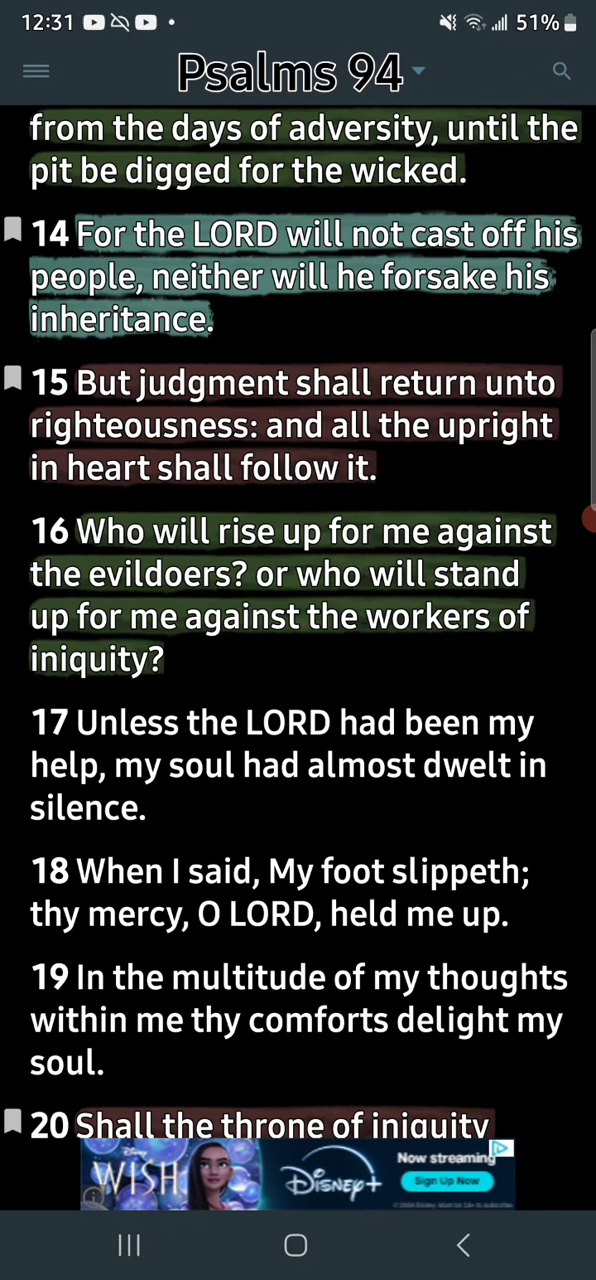 12:31
51%
Psalms 94
from the days of adversity, until the
pit be digged for the wicked.
14 For the LORD will not cast off his
people, neither will he forsake his
inheritance.
15 But judgment shall return unto
righteousness: and all the upright
in heart shall follow it.
16 Who will rise up for me against
the evildoers? or who will stand
up for me against the workers of
iniquity?
17 Unless the LORD had been my
help, my soul had almost dwelt in
silence.
18 When I said, My foot slippeth;
thy mercy, O LORD, held me up.
19 In the multitude of my thoughts
within me thy comforts delight my
soul.
20 Shall the throne of iniquity
Disney
WISH
Disney+
Now streaming
Sign Up Now